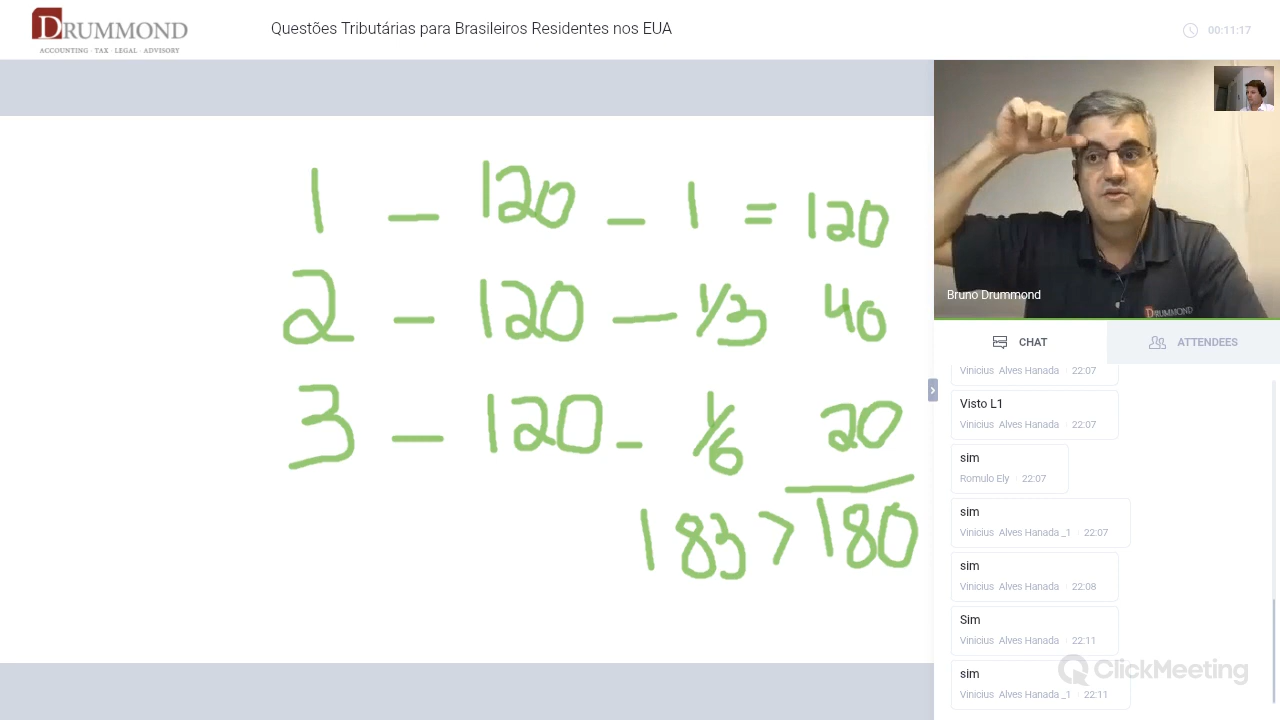 DRUMMOND
ACCOUNTING · TAX · LEGAL · ADVISORY
Questões Tributárias para Brasileiros Residentes nos EUA
00:11:17
1 — 120 — 1 = 120
2 — 120 — 1/3 40
3 — 120 - 1/6 20
183 > 180
Bruno Drummond
DRUMMOND
CHAT
ATTENDEES
Vinicius Alves Hanada 22:07
Visto L1
Vinicius Alves Hanada 22:07
sim
Romulo Ely 22:07
sim
Vinicius Alves Hanada _1 22:07
sim
Vinicius Alves Hanada 22:08
Sim
Vinicius Alves Hanada 22:11
sim
Vinicius Alves Hanada _1 22:11
ClickMeeting